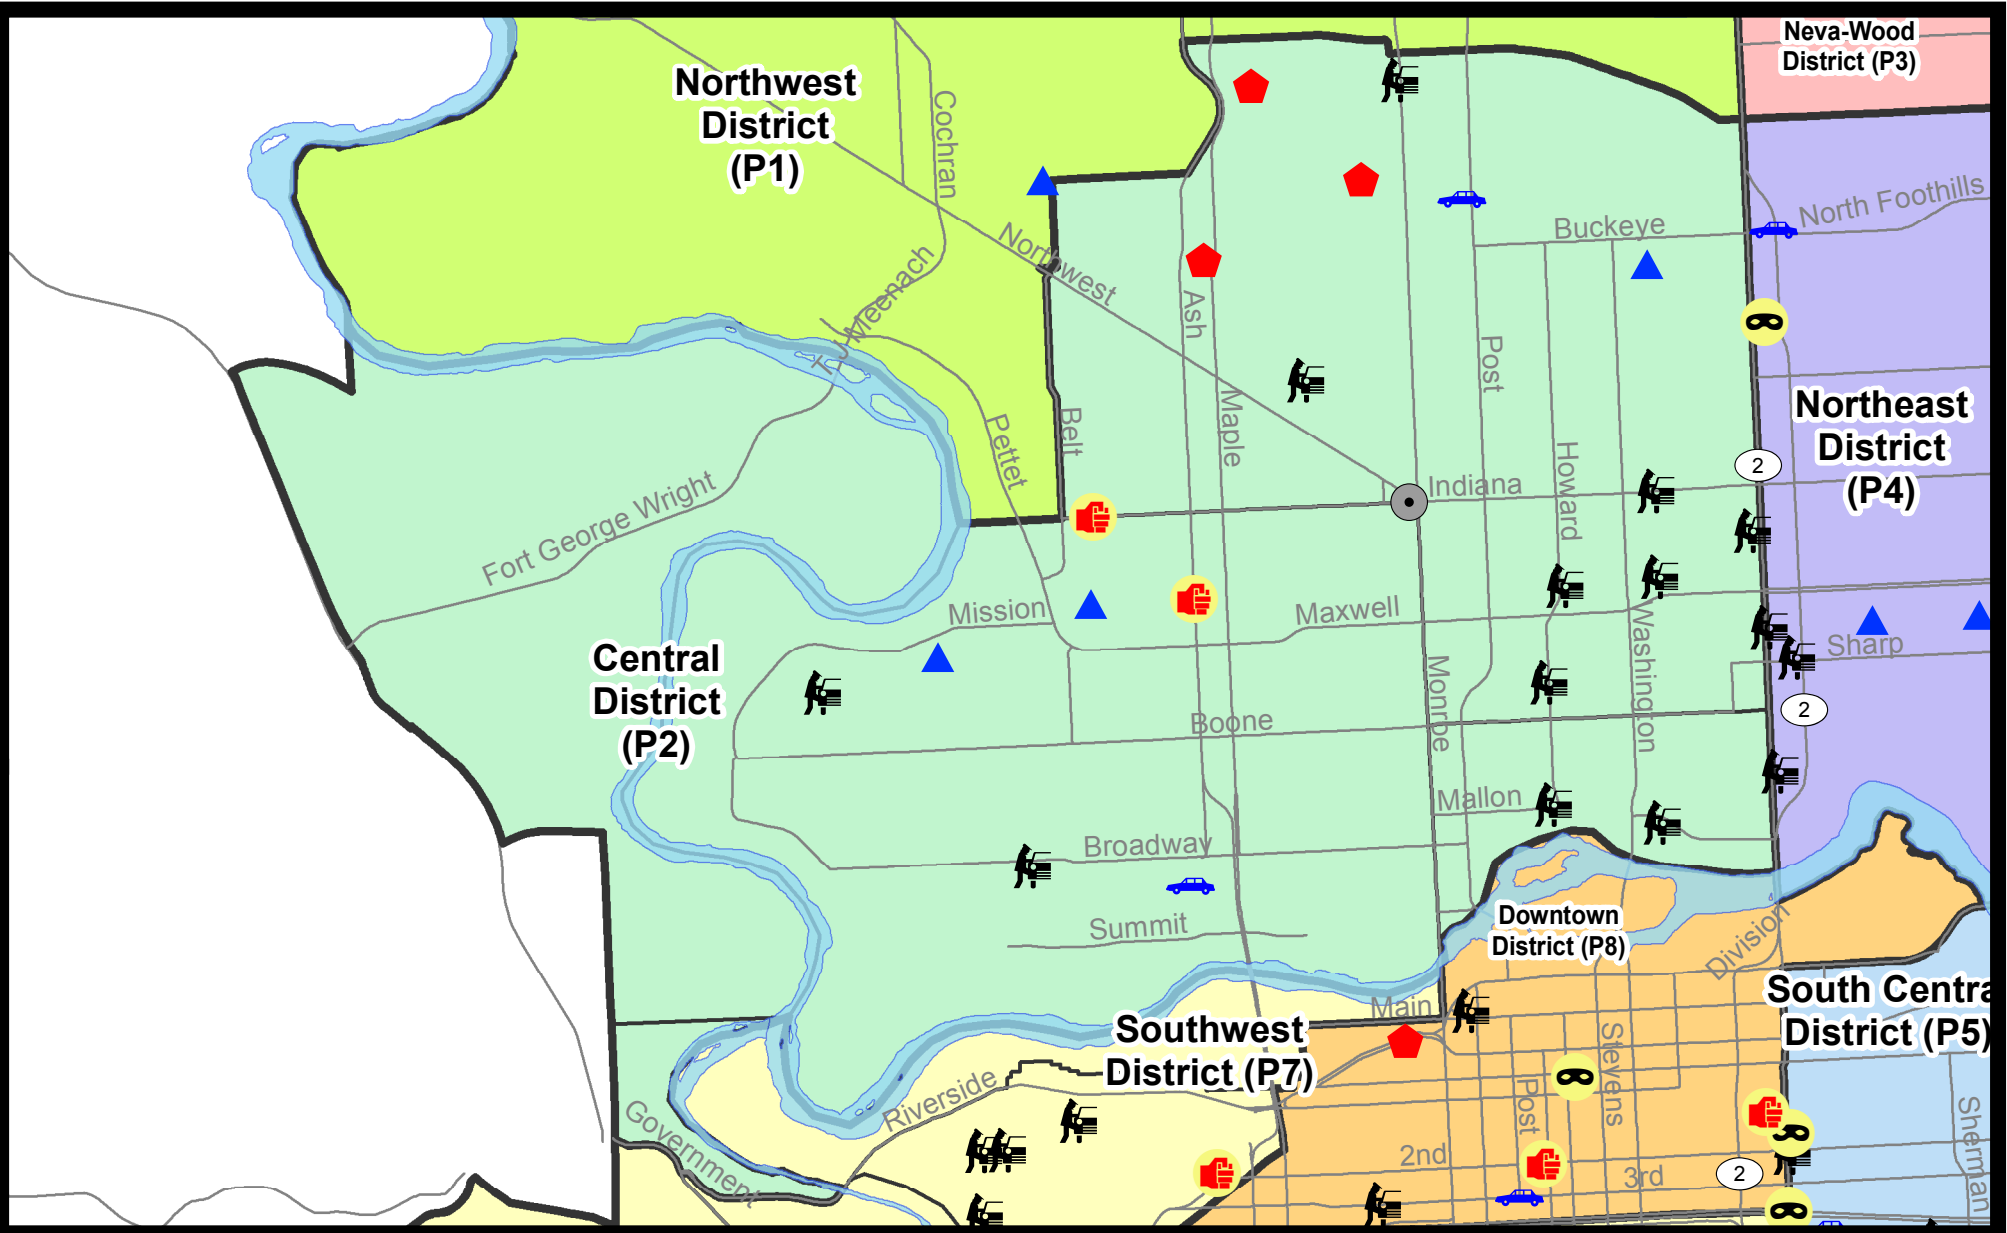 Neva-Wood
District (P3)
Northwest
District
(P1)
Cochran
North Foothills
Buckeye
Northwest
T J Meenach
Ash
Post
Maple
Belt
Pettet
Northeast
District
(P4)
2
Indiana
Howard
Fort George Wright
Mission
Maxwell
Washington
Sharp
Central
District
(P2)
Monroe
2
Boone
Mallon
Broadway
Summit
Downtown
District (P8)
Division
Main
South Centra
District (P5)
Southwest
District (P7)
Stevens
Riverside
Post
Government
2nd
3rd
2
Sherman